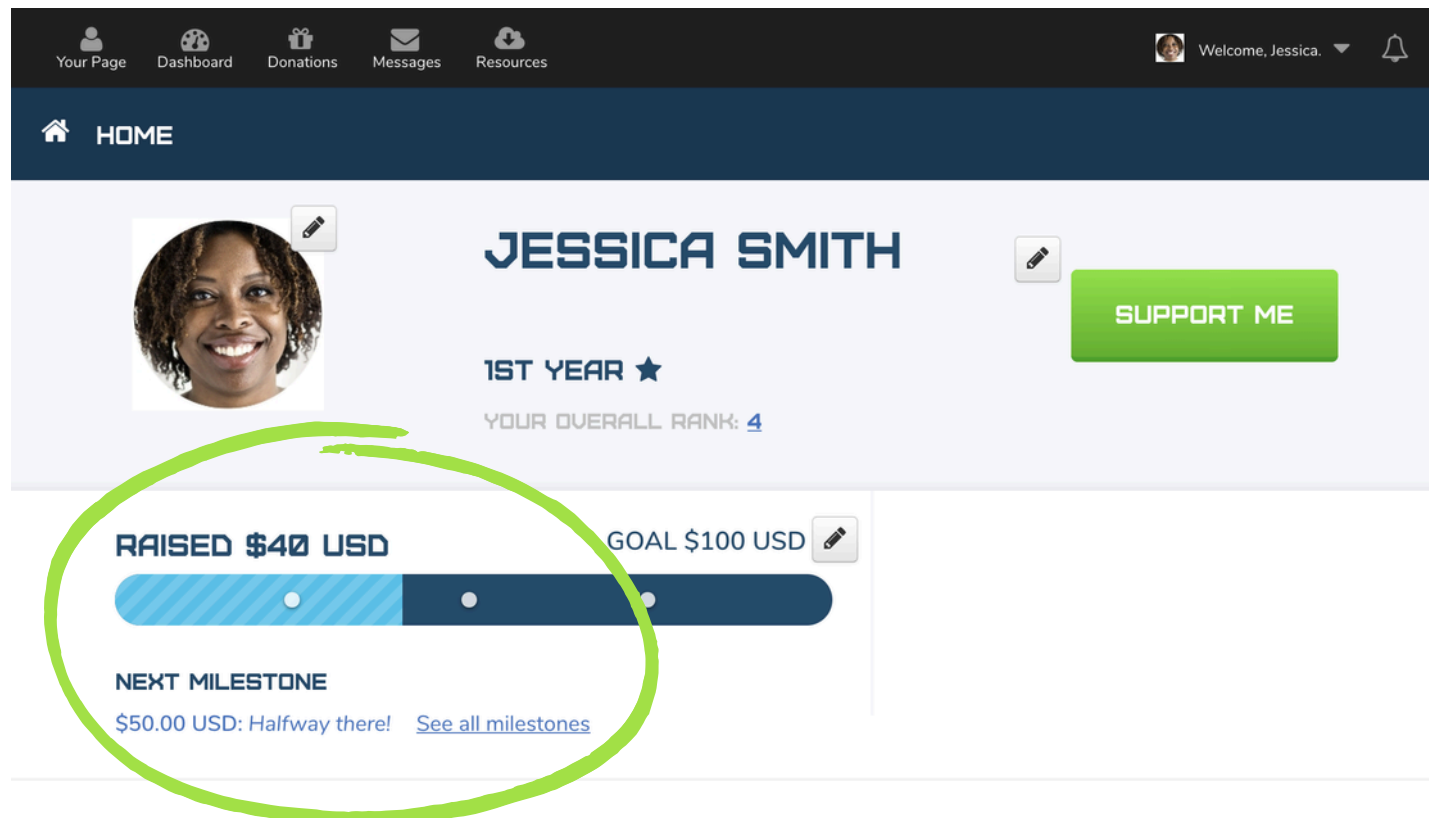 Your Page Dashboard Donations Messages Resources Welcome, Jessica.
HOME
JESSICA SMITH
SUPPORT ME
1ST YEAR
YOUR OVERALL RANK: 4
RAISED $40 USD GOAL $100 USD
NEXT MILESTONE
$50.00 USD: Halfway there! See all milestones